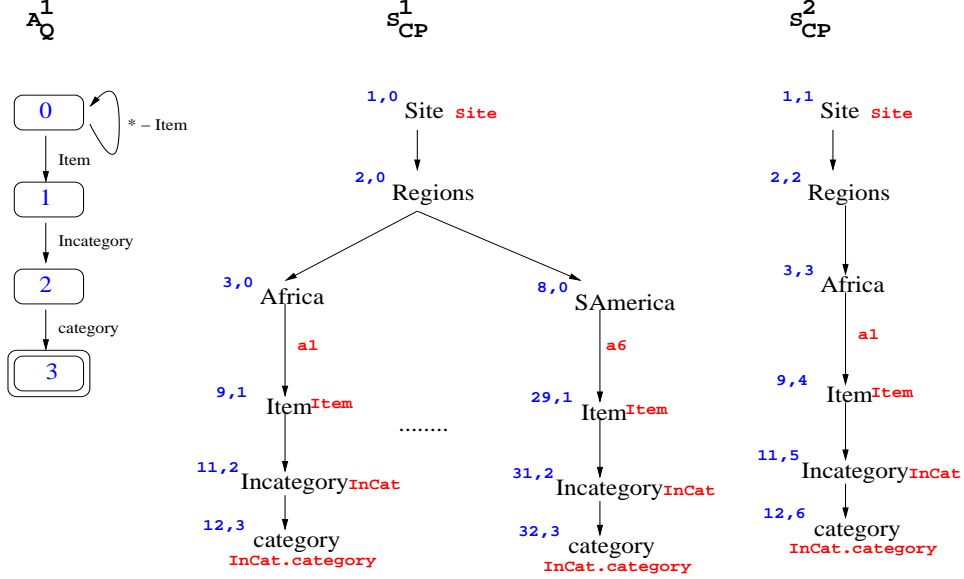 A_Q^1
0
* – Item
Item
1
Incategory
2
category
3
S_CP^1
1,0 Site Site
2,0 Regions
3,0 Africa
8,0 SAmerica
a1
a6
9,1 Item Item
........
29,1 Item Item
11,2 Incategory InCat
31,2 Incategory InCat
12,3 category
InCat.category
32,3 category
InCat.category
S_CP^2
1,1 Site Site
2,2 Regions
3,3 Africa
a1
9,4 Item Item
11,5 Incategory InCat
12,6 category
InCat.category